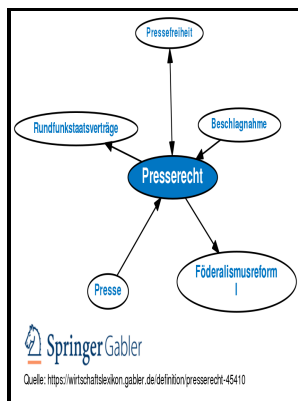 Pressefreiheit
Rundfunkstaatsverträge
Beschlagnahme
Presserecht
Presse
Föderalismusreform
I
Springer Gabler
Quelle: https://wirtschaftslexikon.gabler.de/definition/presserecht-45410